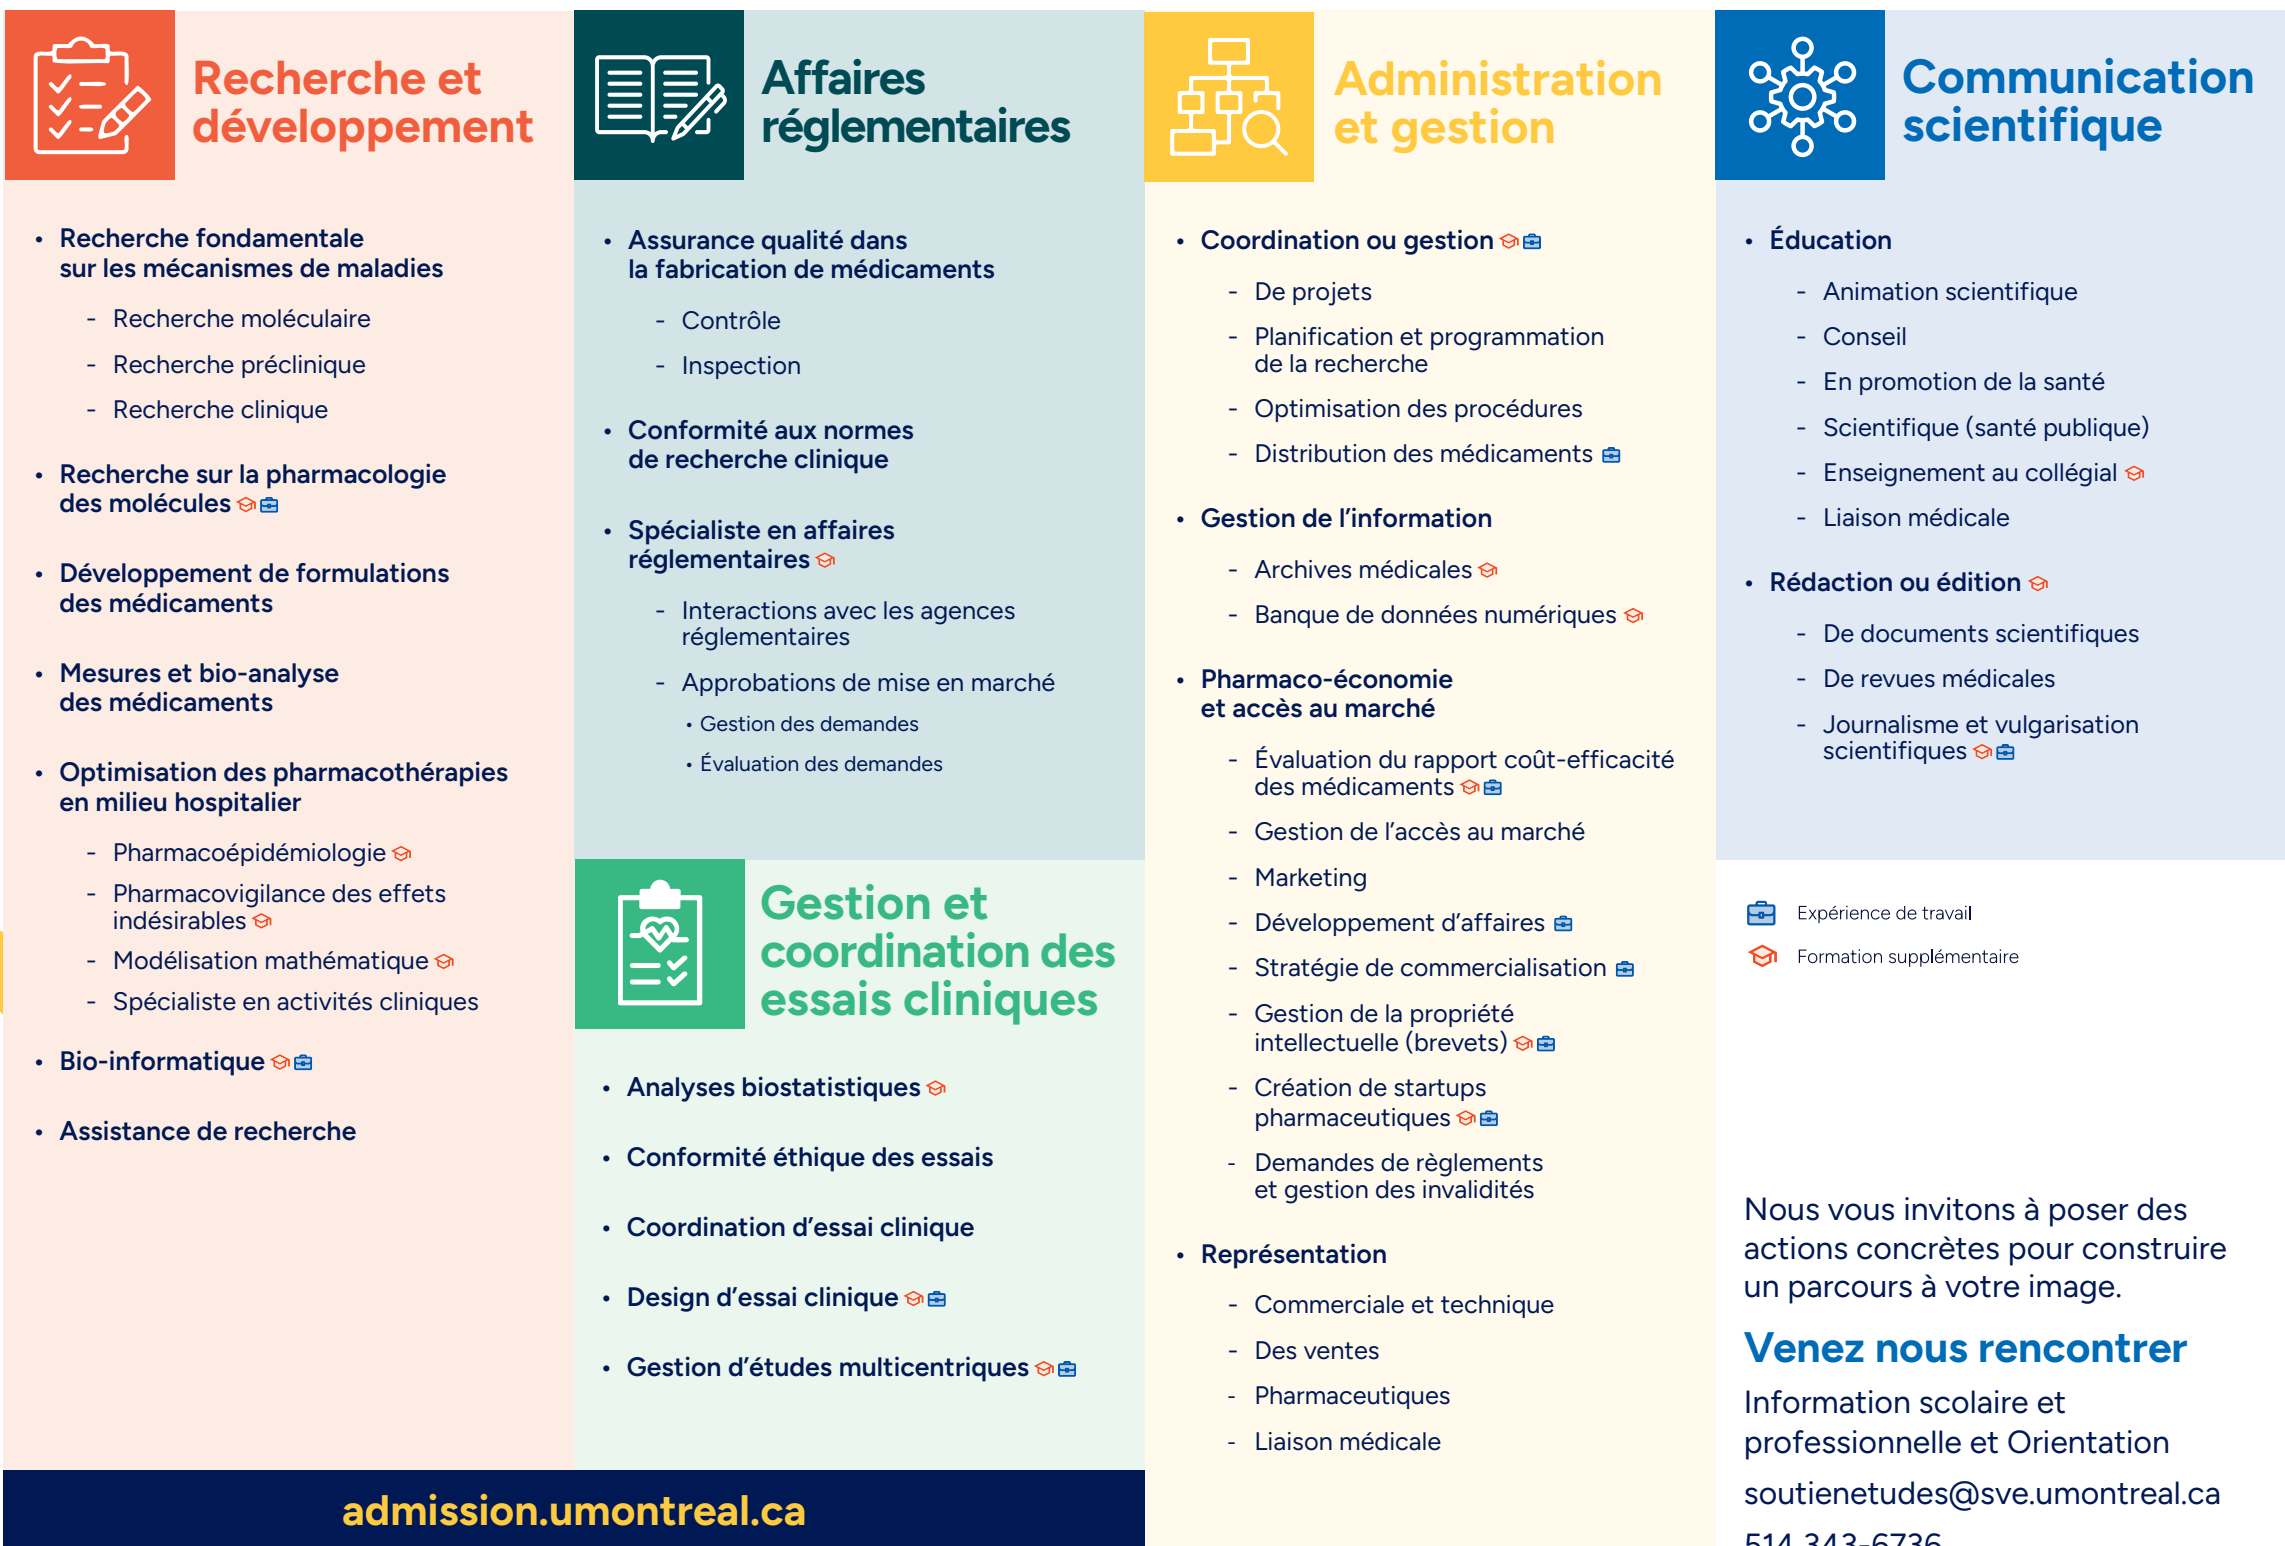 Recherche et
développement
• Recherche fondamentale
sur les mécanismes de maladies
- Recherche moléculaire
- Recherche préclinique
- Recherche clinique
• Recherche sur la pharmacologie
des molécules
• Développement de formulations
des médicaments
• Mesures et bio-analyse
des médicaments
• Optimisation des pharmacothérapies
en milieu hospitalier
- Pharmacoépidémiologie
- Pharmacovigilance des effets
indésirables
- Modélisation mathématique
- Spécialiste en activités cliniques
• Bio-informatique
• Assistance de recherche
Affaires
réglementaires
• Assurance qualité dans
la fabrication de médicaments
- Contrôle
- Inspection
• Conformité aux normes
de recherche clinique
• Spécialiste en affaires
réglementaires
- Interactions avec les agences
réglementaires
- Approbations de mise en marché
• Gestion des demandes
• Évaluation des demandes
Gestion et
coordination des
essais cliniques
• Analyses biostatistiques
• Conformité éthique des essais
• Coordination d'essai clinique
• Design d'essai clinique
• Gestion d'études multicentriques
admission.umontreal.ca
Administration
et gestion
• Coordination ou gestion
- De projets
- Planification et programmation
de la recherche
- Optimisation des procédures
- Distribution des médicaments
• Gestion de l'information
- Archives médicales
- Banque de données numériques
• Pharmaco-économie
et accès au marché
- Évaluation du rapport coût-efficacité
des médicaments
- Gestion de l'accès au marché
- Marketing
- Développement d'affaires
- Stratégie de commercialisation
- Gestion de la propriété
intellectuelle (brevets)
- Création de startups
pharmaceutiques
- Demandes de règlements
et gestion des invalidités
• Représentation
- Commerciale et technique
- Des ventes
- Pharmaceutiques
- Liaison médicale
Communication
scientifique
• Éducation
- Animation scientifique
- Conseil
- En promotion de la santé
- Scientifique (santé publique)
- Enseignement au collégial
- Liaison médicale
• Rédaction ou édition
- De documents scientifiques
- De revues médicales
- Journalisme et vulgarisation
scientifiques
Expérience de travail
Formation supplémentaire
Nous vous invitons à poser des
actions concrètes pour construire
un parcours à votre image.
Venez nous rencontrer
Information scolaire et
professionnelle et Orientation
soutienetudes@sve.umontreal.ca
514 343-6736